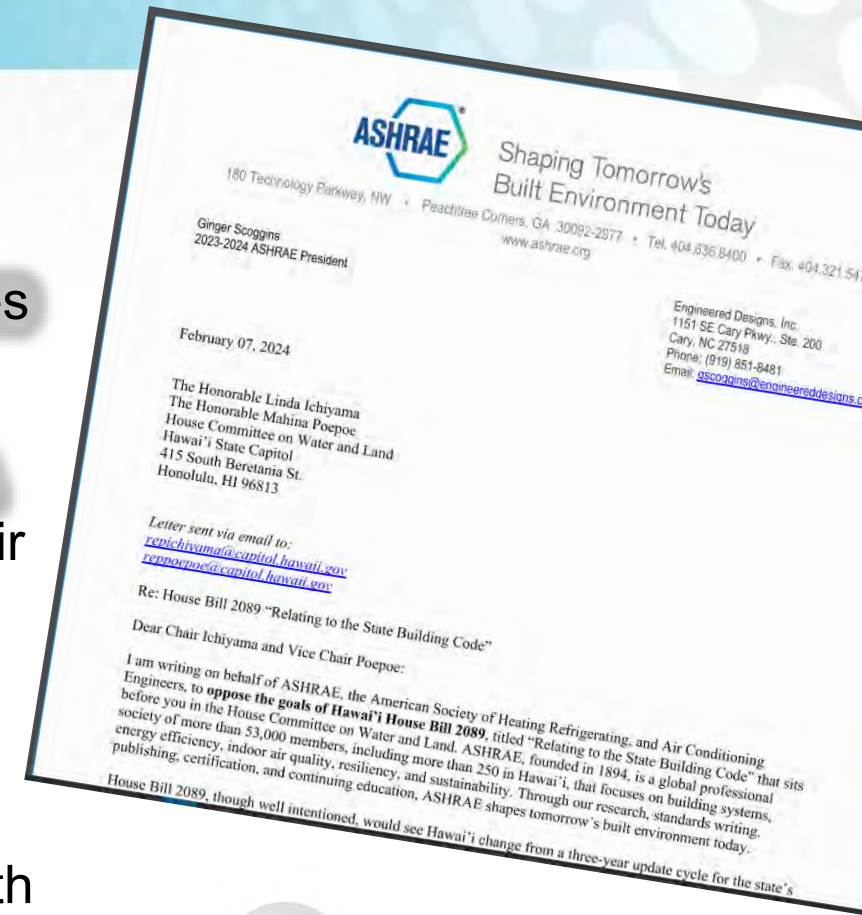 ASHRAE
Shaping Tomorrow's
Built Environment Today
180 Technology Parkway, NW • Peachtree Corners, GA 30092-2977 • Tel. 404.636.8400 • Fax. 404.321.547
www.ashrae.org
Ginger Scoggins
2023-2024 ASHRAE President
Engineered Designs, Inc.
1151 SE Cary Pkwy., Ste. 200
Cary, NC 27518
Phone: (919) 851-8481
Email: gscoggins@engineereddesigns.c
February 07, 2024
The Honorable Linda Ichiyama
The Honorable Mahina Poepoe
House Committee on Water and Land
Hawai'i State Capitol
415 South Beretania St.
Honolulu, HI 96813
Letter sent via email to:
repichiyama@capitol.hawaii.gov
reppoepoe@capitol.hawaii.gov
Re: House Bill 2089 “Relating to the State Building Code”
Dear Chair Ichiyama and Vice Chair Poepoe:
I am writing on behalf of ASHRAE, the American Society of Heating Refrigerating, and Air Conditioning
Engineers, to oppose the goals of Hawai'i House Bill 2089, titled “Relating to the State Building Code” that sits
before you in the House Committee on Water and Land. ASHRAE, founded in 1894, is a global professional
society of more than 53,000 members, including more than 250 in Hawai'i, that focuses on building systems,
energy efficiency, indoor air quality, resiliency, and sustainability. Through our research, standards writing,
publishing, certification, and continuing education, ASHRAE shapes tomorrow's built environment today.
House Bill 2089, though well intentioned, would see Hawai'i change from a three-year update cycle for the state's
s
ir
th